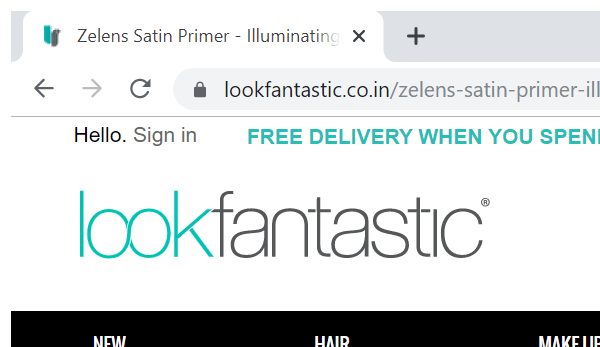 Zelens Satin Primer - Illuminating
lookfantastic.co.in/zelens-satin-primer-ill
Hello. Sign in
FREE DELIVERY WHEN YOU SPEN
lookfantastic®
NEW
HAIR
MAKE UP